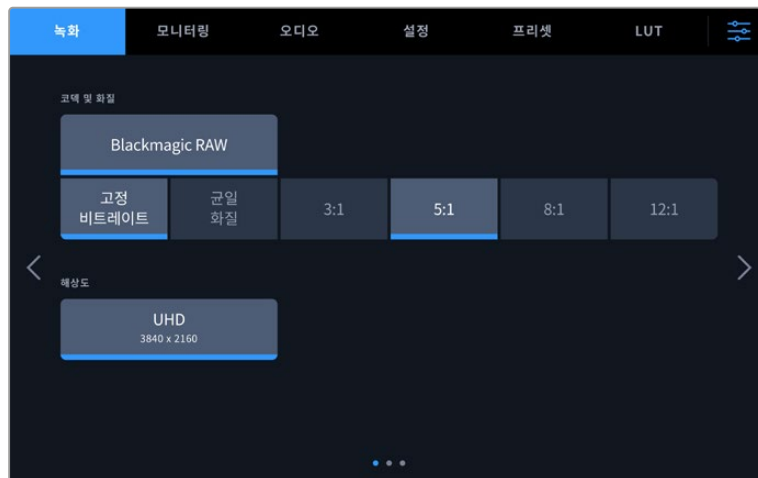 녹화 모니터링 오디오 설정 프리셋 LUT
코덱 및 화질
Blackmagic RAW
고정 비트레이트 균일 화질 3:1 5:1 8:1 12:1
해상도
UHD
3840 x 2160